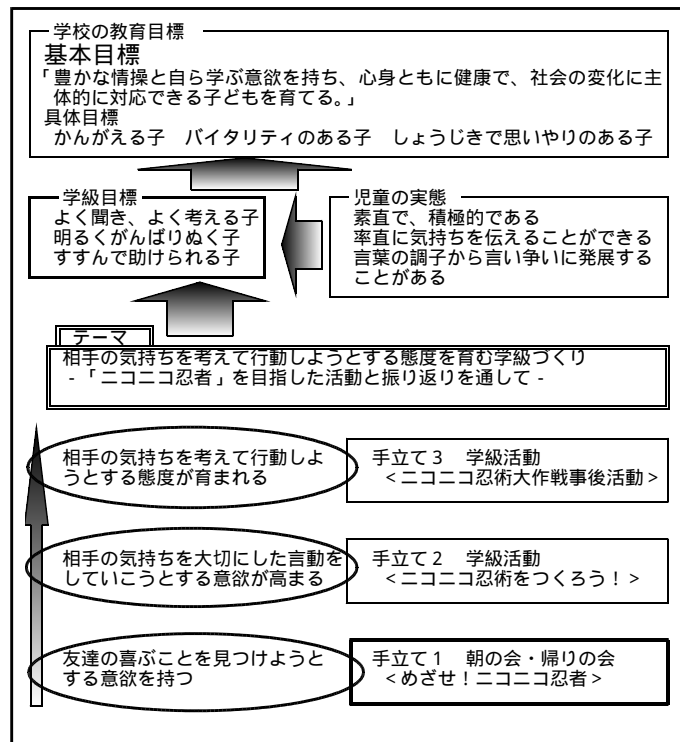 学校の教育目標
基本目標
「豊かな情操と自ら学ぶ意欲を持ち、心身ともに健康で、社会の変化に主
体的に対応できる子どもを育てる。」
具体目標
かんがえる子　バイタリティのある子　しょうじきで思いやりのある子
学級目標
よく聞き、よく考える子
明るくがんばりぬく子
すすんで助けられる子
児童の実態
素直で、積極的である
率直に気持ちを伝えることができる
言葉の調子から言い争いに発展する
ことがある
テーマ
相手の気持ちを考えて行動しようとする態度を育む学級づくり
-「ニコニコ忍者」を目指した活動と振り返りを通して-
相手の気持ちを考えて行動しよ
うとする態度が育まれる
手立て３　学級活動
＜ニコニコ忍術大作戦事後活動＞
相手の気持ちを大切にした言動を
していこうとする意欲が高まる
手立て２　学級活動
＜ニコニコ忍術をつくろう！＞
友達の喜ぶことを見つけようと
する意欲を持つ
手立て１　朝の会・帰りの会
＜めざせ！ニコニコ忍者＞